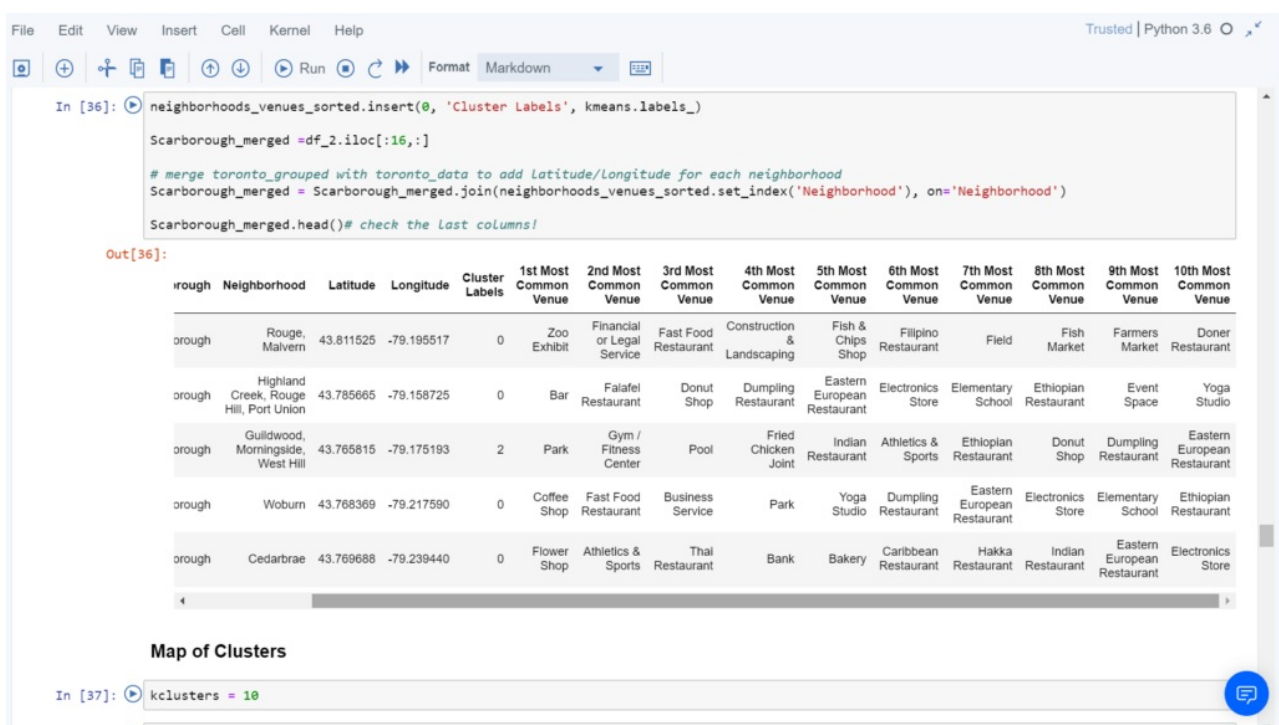 File Edit View Insert Cell Kernel Help Trusted | Python 3.6
Run Format Markdown
In [36]: neighborhoods_venues_sorted.insert(0, 'Cluster Labels', kmeans.labels_)
Scarborough_merged =df_2.iloc[:16,:]
# merge toronto_grouped with toronto_data to add latitude/longitude for each neighborhood
Scarborough_merged = Scarborough_merged.join(neighborhoods_venues_sorted.set_index('Neighborhood'), on='Neighborhood')
Scarborough_merged.head()# check the last columns!
Out[36]:
rough Neighborhood Latitude Longitude Cluster Labels 1st Most Common Venue 2nd Most Common Venue 3rd Most Common Venue 4th Most Common Venue 5th Most Common Venue 6th Most Common Venue 7th Most Common Venue 8th Most Common Venue 9th Most Common Venue 10th Most Common Venue
orough Rouge, Malvern 43.811525 -79.195517 0 Zoo Exhibit Financial or Legal Service Fast Food Restaurant Construction & Landscaping Fish & Chips Shop Filipino Restaurant Field Fish Market Farmers Market Doner Restaurant
orough Highland Creek, Rouge Hill, Port Union 43.785665 -79.158725 0 Bar Falafel Restaurant Donut Shop Dumpling Restaurant Eastern European Restaurant Electronics Store Elementary School Ethiopian Restaurant Event Space Yoga Studio
orough Guildwood, Morningside, West Hill 43.765815 -79.175193 2 Park Gym / Fitness Center Pool Fried Chicken Joint Indian Restaurant Athletics & Sports Ethiopian Restaurant Donut Shop Dumpling Restaurant Eastern European Restaurant
orough Woburn 43.768369 -79.217590 0 Coffee Shop Fast Food Restaurant Business Service Park Yoga Studio Dumpling Restaurant Eastern European Restaurant Electronics Store Elementary School Ethiopian Restaurant
orough Cedarbrae 43.769688 -79.239440 0 Flower Shop Athletics & Sports Thai Restaurant Bank Bakery Caribbean Restaurant Hakka Restaurant Indian Restaurant Eastern European Restaurant Electronics Store
Map of Clusters
In [37]: kclusters = 10